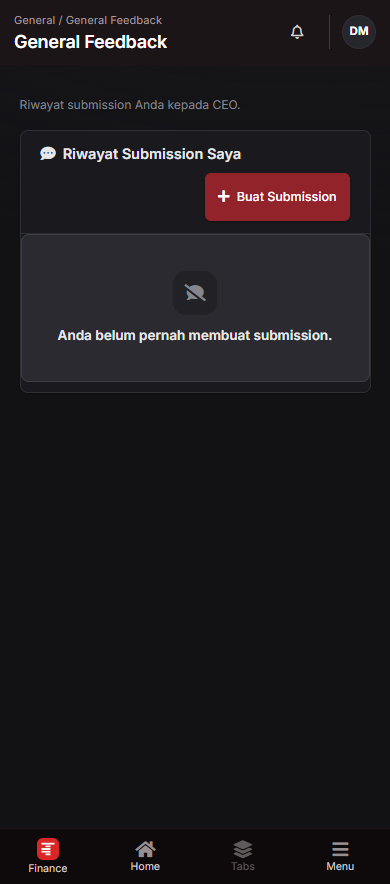 General / General Feedback
General Feedback
DM
Riwayat submission Anda kepada CEO.
Riwayat Submission Saya
Buat Submission
Anda belum pernah membuat submission.
Finance
Home
Tabs
Menu